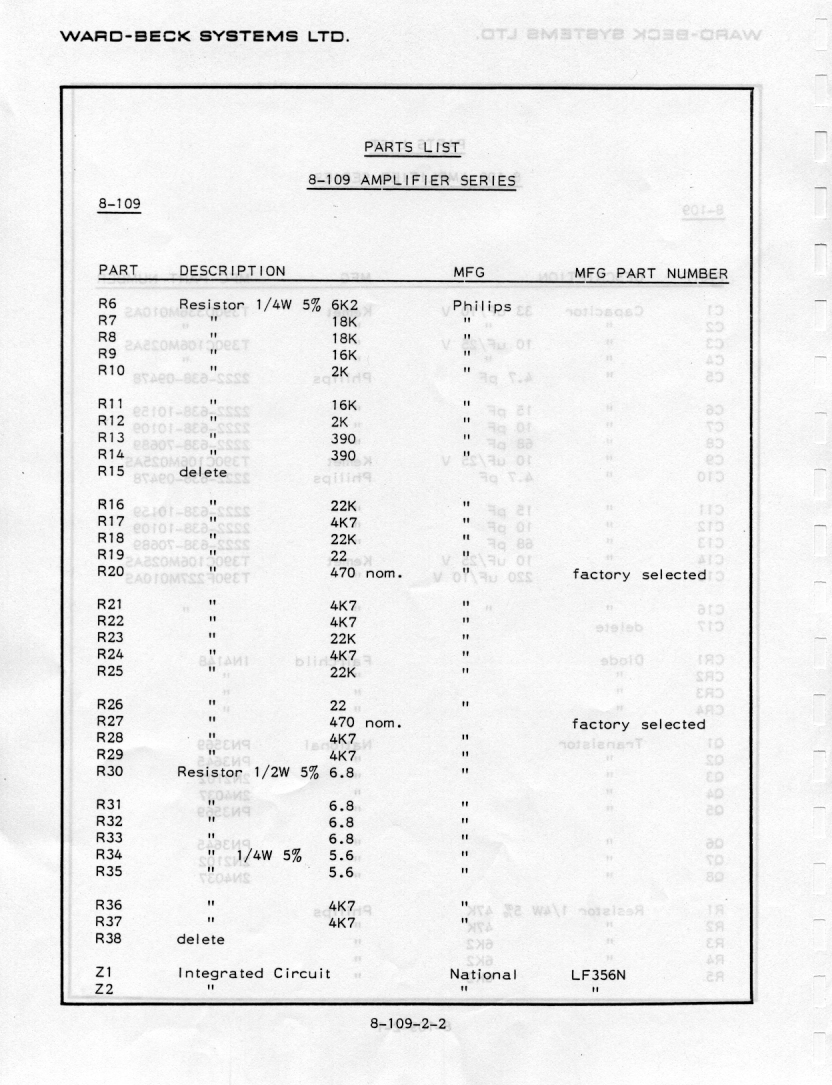 WARD-BECK SYSTEMS LTD.
PARTS LIST
8-109 AMPLIFIER SERIES
8-109
PART DESCRIPTION MFG MFG PART NUMBER
R6 Resistor 1/4W 5% 6K2 Philips
R7 " 18K "
R8 " 18K "
R9 " 16K "
R10 " 2K "
R11 " 16K "
R12 " 2K "
R13 " 390 "
R14 " 390 "
R15 delete
R16 " 22K "
R17 " 4K7 "
R18 " 22K "
R19 " 22 "
R20 " 470 nom. " factory selected
R21 " 4K7 "
R22 " 4K7 "
R23 " 22K "
R24 " 4K7 "
R25 " 22K "
R26 " 22 "
R27 " 470 nom. factory selected
R28 " 4K7 "
R29 " 4K7 "
R30 Resistor 1/2W 5% 6.8 "
R31 " 6.8 "
R32 " 6.8 "
R33 " 6.8 "
R34 " 1/4W 5% 5.6 "
R35 " 5.6 "
R36 " 4K7 "
R37 " 4K7 "
R38 delete
Z1 Integrated Circuit National LF356N
Z2 " " "
8-109-2-2